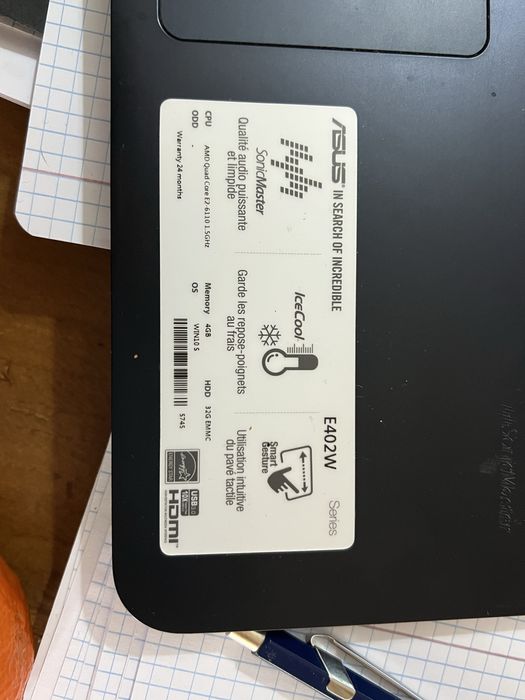 ASUS IN SEARCH OF INCREDIBLE
E402W Series
SonicMaster
Qualité audio puissante
et limpide
IceCool
Garde les repose-poignets
au frais
Smart
Gesture
Utilisation intuitive
du pavé tactile
CPU AMD Quad Core E2-6110 1.5GHz Memory 4GB HDD 32G EMMC
ODD OS WIN10 S
Warranty 24 months
5745
HDMI
SonicMaster